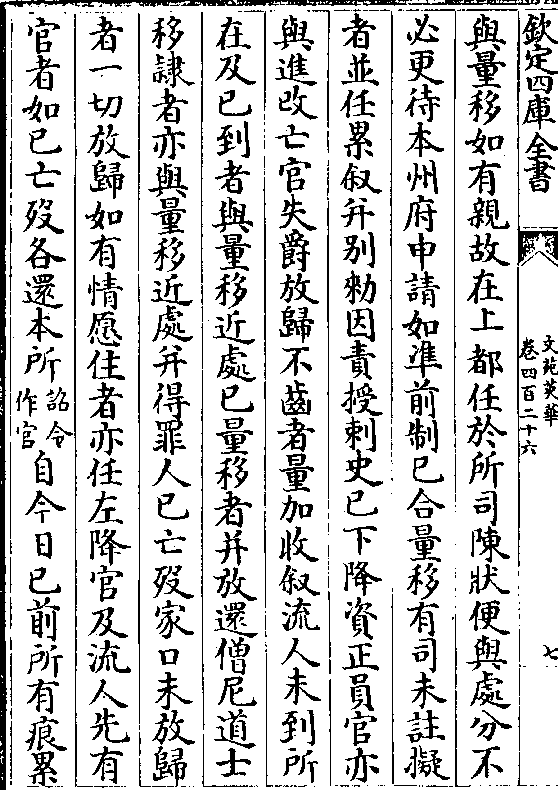 欽定四庫全書
文苑英華
卷四百二十六
七
與量移如有親故在上都任於所司陳狀便與處分不
必更待本州府申請如準前制已合量移有司未註擬
者並任累叙并别勑因責授刺史已下降資正員官亦
與進改亡官失爵放歸不齒者量加收叙流人未到所
在及已到者與量移近處已量移者并放還僧尼道士
移隷者亦與量移近處并得罪人已亡殁家口未放歸
者一切放歸如有情愿住者亦任左降官及流人先有
官者如已亡殁各還本所詔令作官自今日已前所有痕累